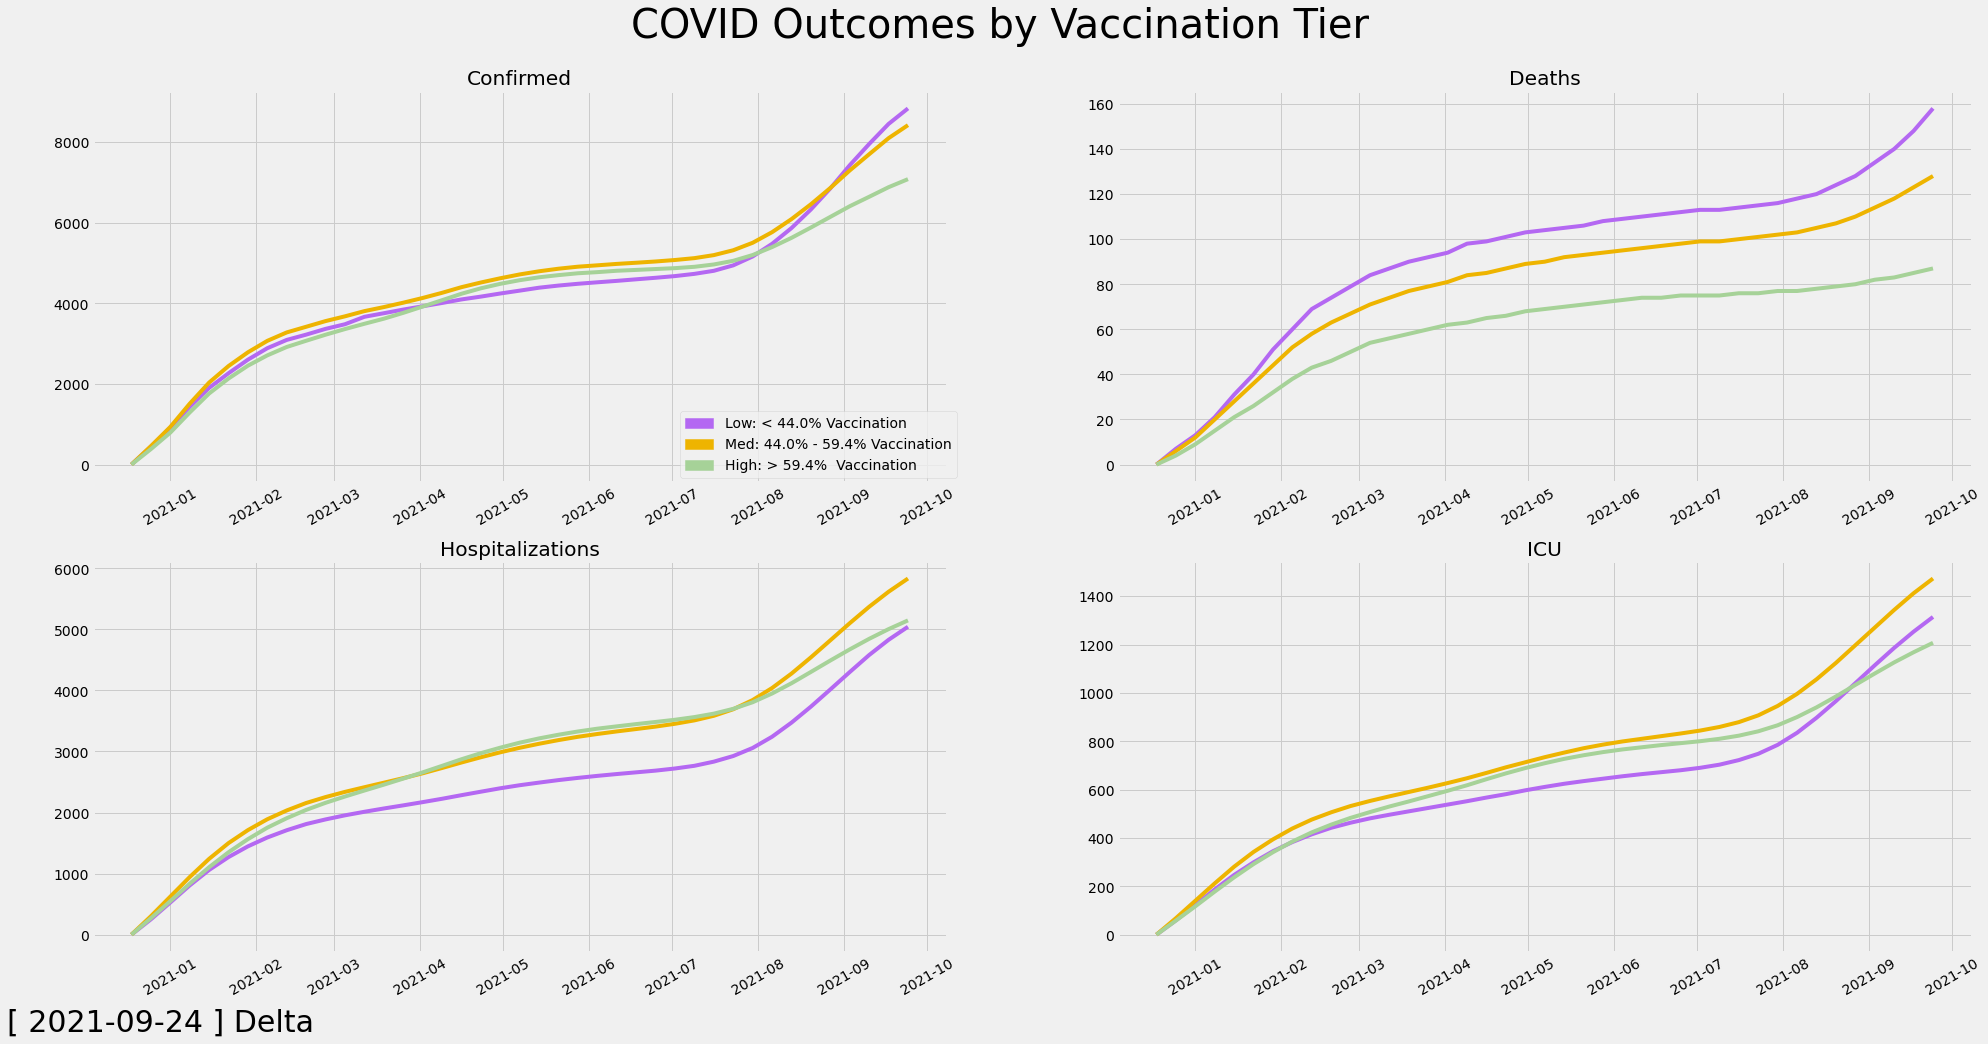 COVID Outcomes by Vaccination Tier
Confirmed
8000
6000
4000
2000
0
Low: < 44.0% Vaccination
Med: 44.0% - 59.4% Vaccination
High: > 59.4%  Vaccination
2021-01 2021-02 2021-03 2021-04 2021-05 2021-06 2021-07 2021-08 2021-09 2021-10
Deaths
160
140
120
100
80
60
40
20
0
2021-01 2021-02 2021-03 2021-04 2021-05 2021-06 2021-07 2021-08 2021-09 2021-10
Hospitalizations
6000
5000
4000
3000
2000
1000
0
2021-01 2021-02 2021-03 2021-04 2021-05 2021-06 2021-07 2021-08 2021-09 2021-10
ICU
1400
1200
1000
800
600
400
200
0
2021-01 2021-02 2021-03 2021-04 2021-05 2021-06 2021-07 2021-08 2021-09 2021-10
[ 2021-09-24 ] Delta